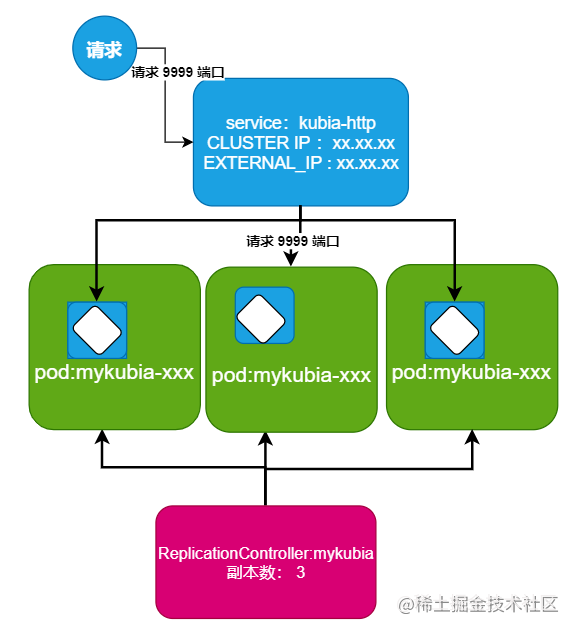 请求
请求 9999 端口
service：kubia-http
CLUSTER IP ：xx.xx.xx
EXTERNAL_IP : xx.xx.xx
请求 9999 端口
pod:mykubia-xxx
pod:mykubia-xxx
pod:mykubia-xxx
ReplicationController:mykubia
副本数： 3
@稀土掘金技术社区